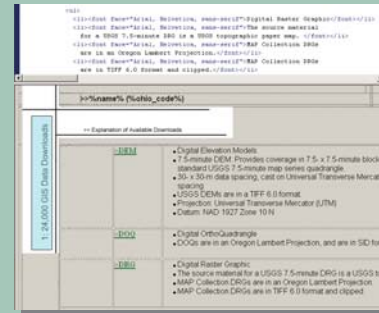 <ul>
<li><font face="Arial, Helvetica, sans-serif">Digital Raster Graphic</font></li>
<li><font face="Arial, Helvetica, sans-serif">The source material
for a USGS 7.5-minute DRG is a USGS topographic paper map. </font></li>
<li><font face="Arial, Helvetica, sans-serif">MAP Collection DRGs
are in an Oregon Lambert Projection.</font></li>
<li><font face="Arial, Helvetica, sans-serif">MAP Collection DRGs
are in TIFF 6.0 format and clipped.</font></li>
>>%name% (%ohio_code%)
>> Explanation of Available Downloads
1: 24,000 GIS Data Downloads
>DEM
• Digital Elevation Models
• 7.5-minute DEM: Provides coverage in 7.5- x 7.5-minute block
standard USGS 7.5-minute map series quadrangle.
• 30- x 30-m data spacing, cast on Universal Transverse Mercat
spacing.
• USGS DEMs are in a TIFF 6.0 format.
• Projection: Universal Transverse Mercator (UTM)
• Datum: NAD 1927 Zone 10 N
>DOQ
• Digital OrthoQuadrangle
• DOQs are in an Oregon Lambert Projection, and are in SID for
>DRG
• Digital Raster Graphic
• The source material for a USGS 7.5-minute DRG is a USGS t
• MAP Collection DRGs are in an Oregon Lambert Projection
• MAP Collection DRGs are in TIFF 6.0 format and clipped.